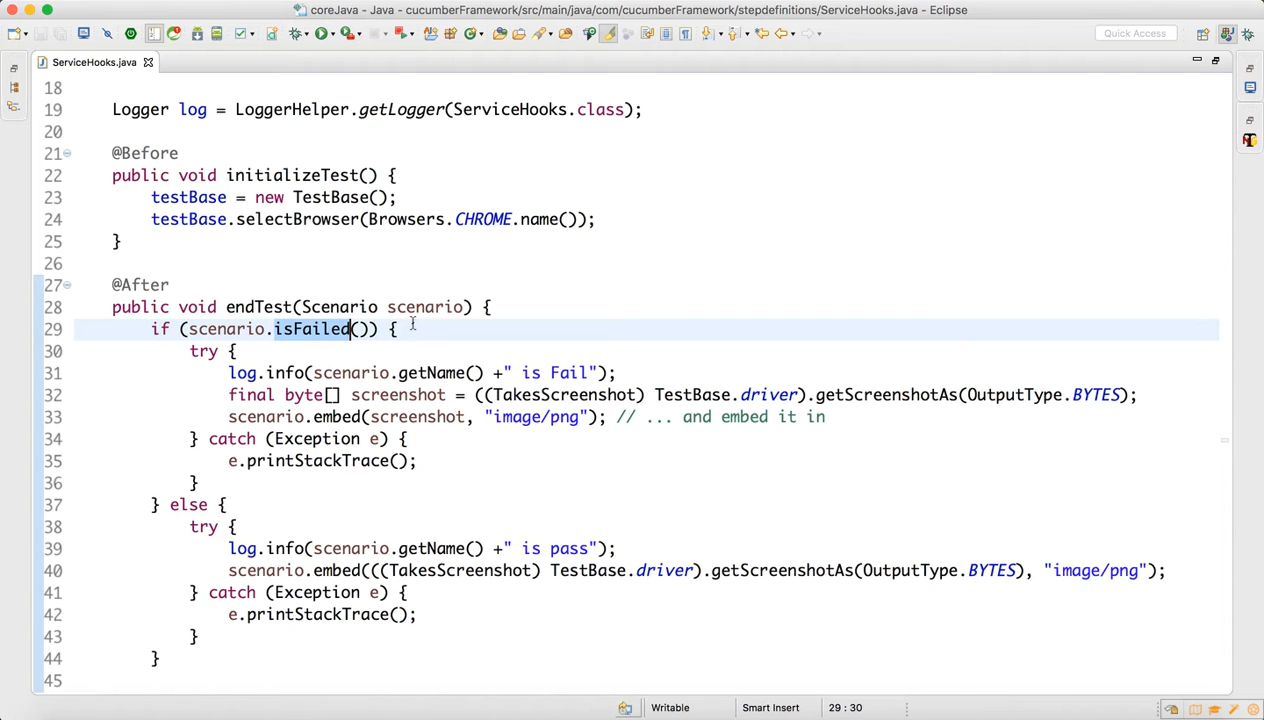 coreJava - Java - cucumberFramework/src/main/java/com/cucumberFramework/stepdefinitions/ServiceHooks.java - Eclipse
Quick Access
ServiceHooks.java
18
19 Logger log = LoggerHelper.getLogger(ServiceHooks.class);
20
21 @Before
22 public void initializeTest() {
23 testBase = new TestBase();
24 testBase.selectBrowser(Browsers.CHROME.name());
25 }
26
27 @After
28 public void endTest(Scenario scenario) {
29 if (scenario.isFailed()) {
30 try {
31 log.info(scenario.getName() +" is Fail");
32 final byte[] screenshot = ((TakesScreenshot) TestBase.driver).getScreenshotAs(OutputType.BYTES);
33 scenario.embed(screenshot, "image/png"); // ... and embed it in
34 } catch (Exception e) {
35 e.printStackTrace();
36 }
37 } else {
38 try {
39 log.info(scenario.getName() +" is pass");
40 scenario.embed(((TakesScreenshot) TestBase.driver).getScreenshotAs(OutputType.BYTES), "image/png");
41 } catch (Exception e) {
42 e.printStackTrace();
43 }
44 }
45
Writable Smart Insert 29 : 30